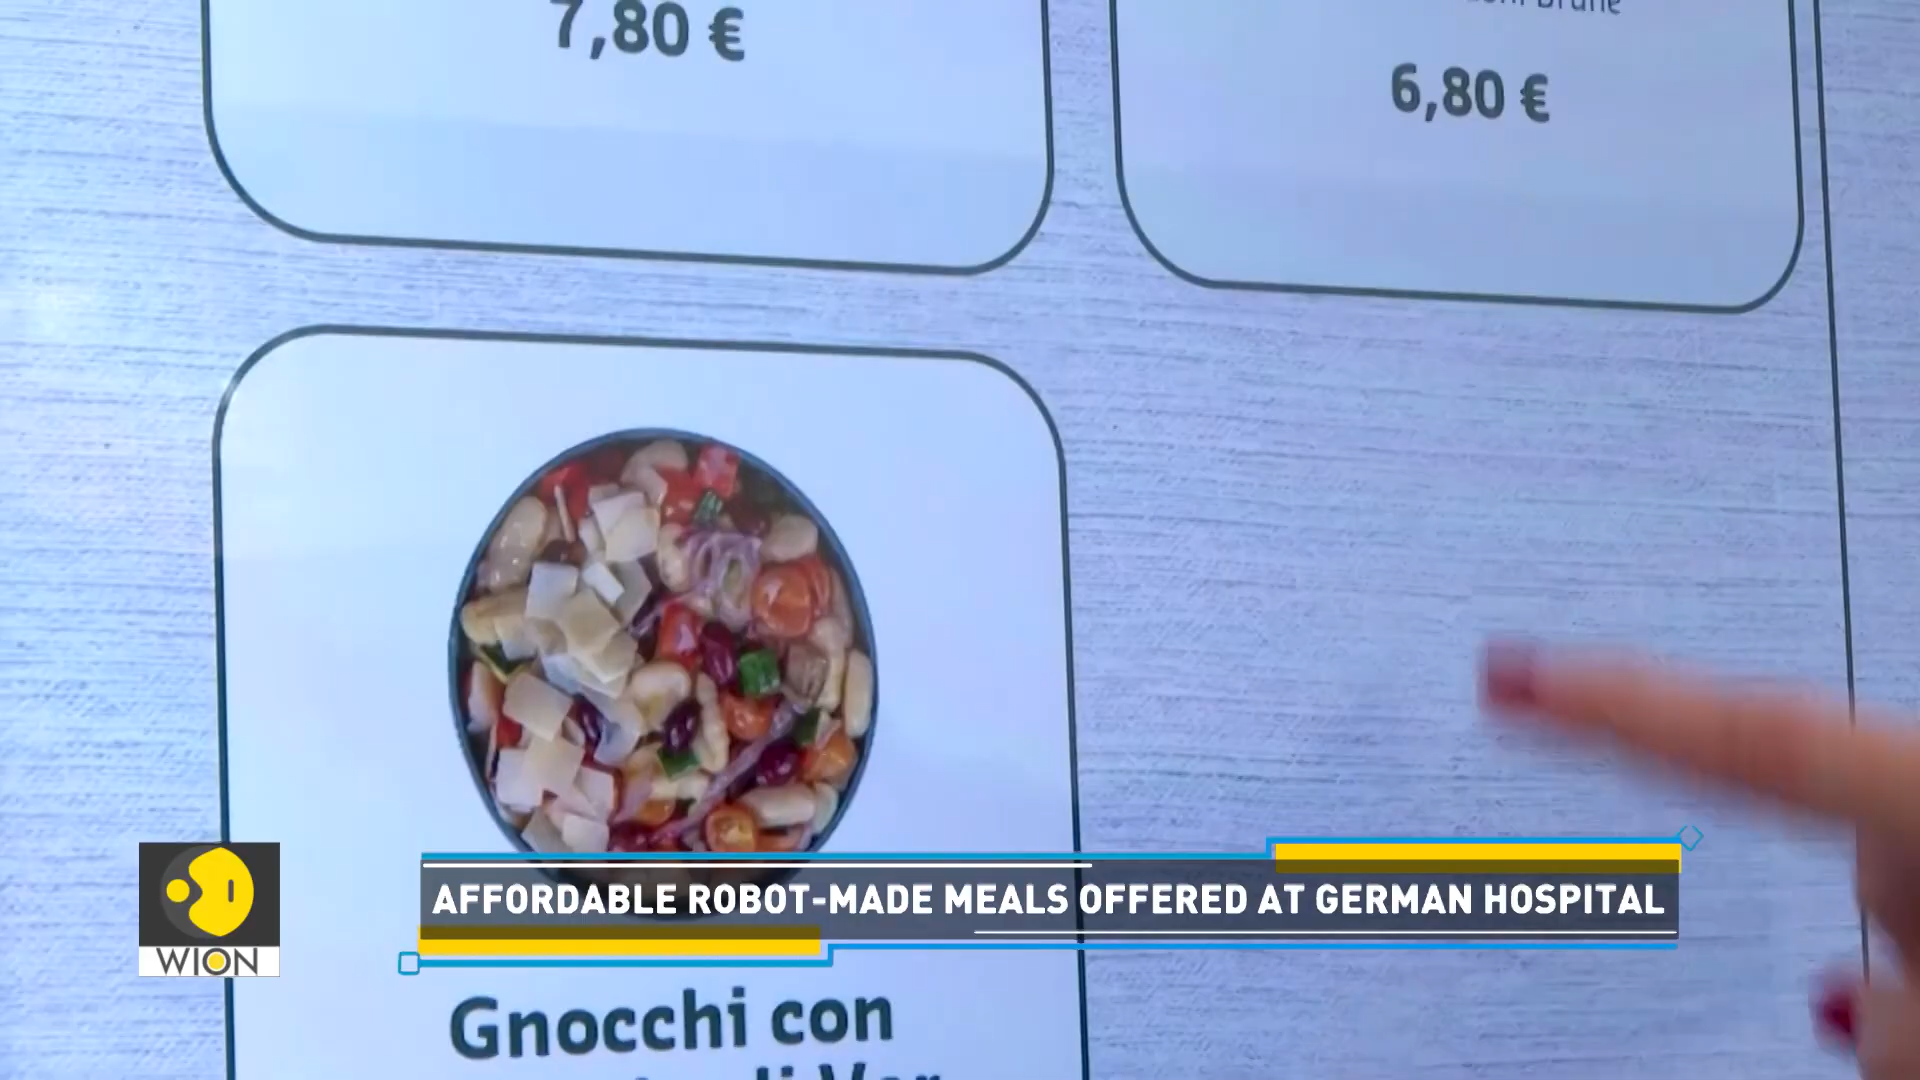 7,80 €
6,80 €
AFFORDABLE ROBOT-MADE MEALS OFFERED AT GERMAN HOSPITAL
WION
Gnocchi con